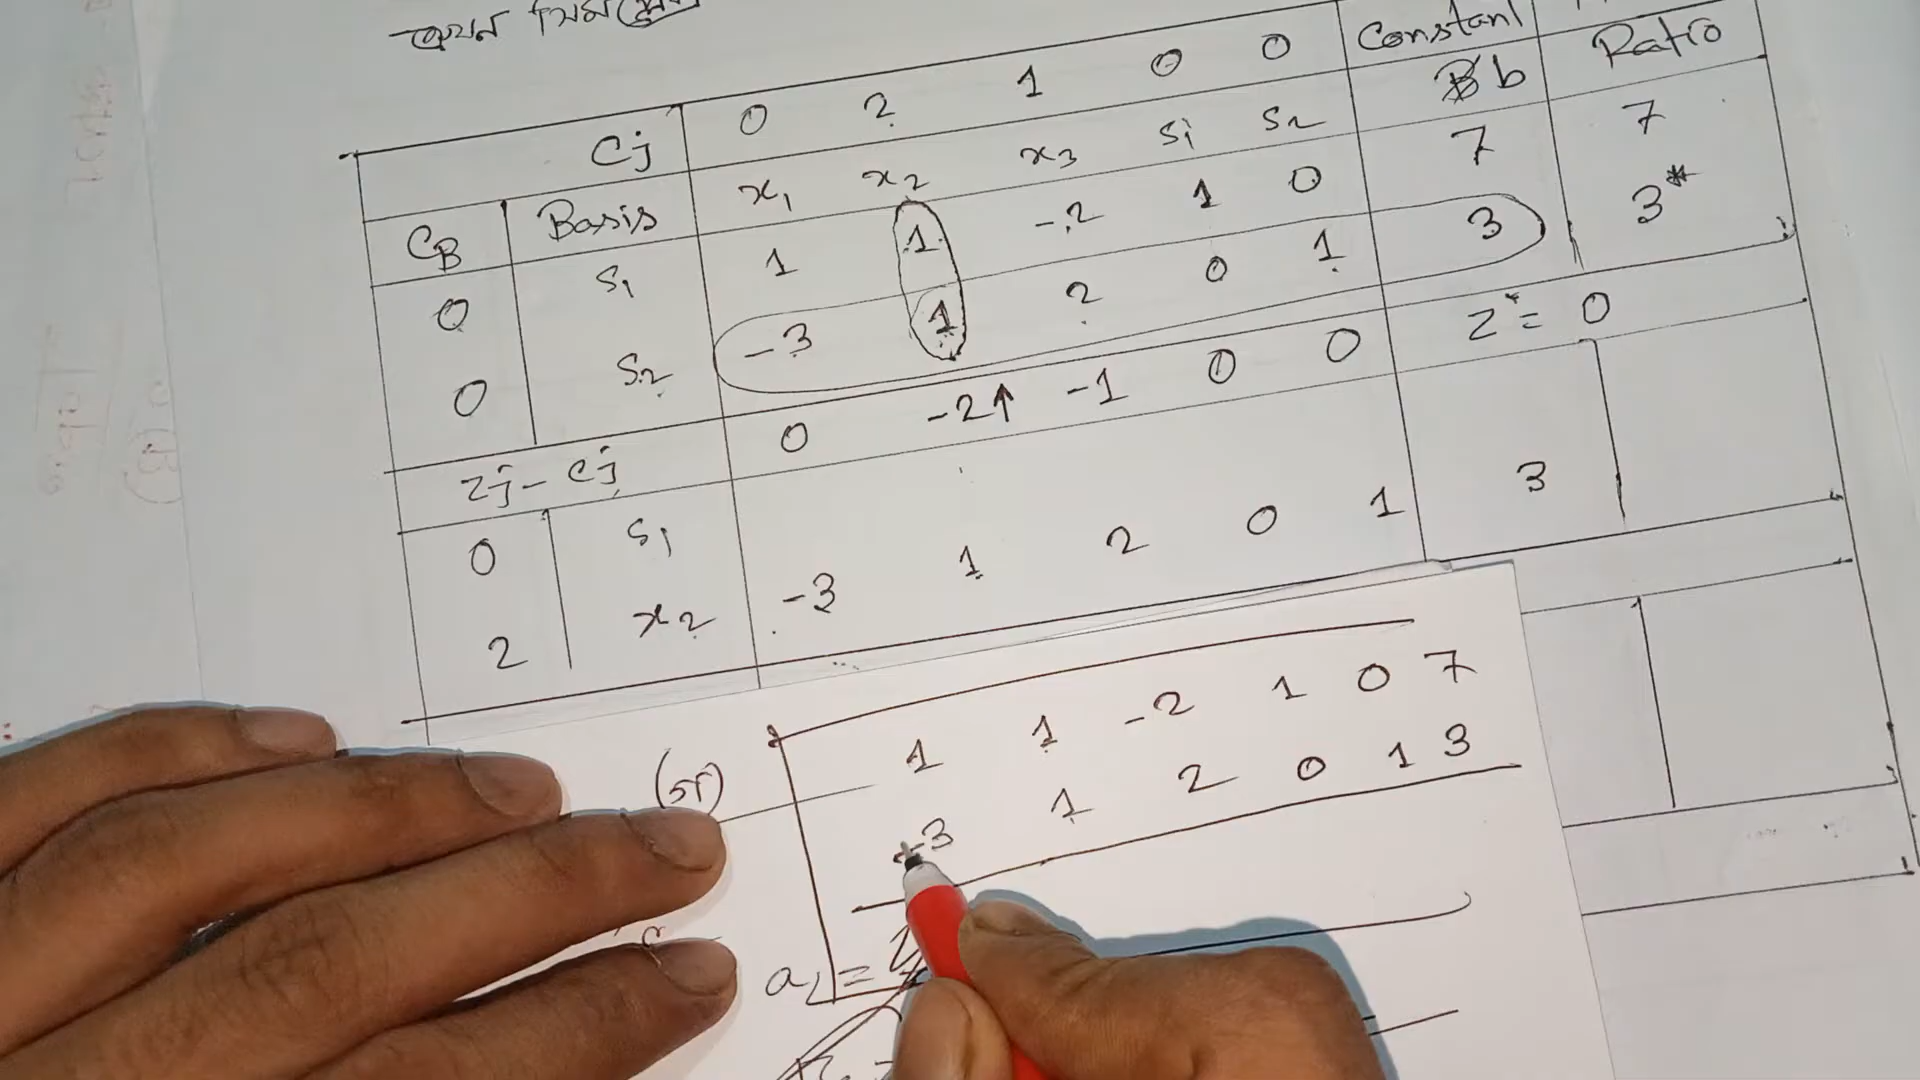 এখন
Cj 0 2 1 0 0 Constant Ratio
CB Basis x₁ x₂ x₃ s₁ s₂ b
0 s₁ 1 1 -2 1 0 7 7
0 s₂ -3 1 2 0 1 3 3*
Zj - Cj 0 -2↑ -1 0 0 Z* = 0
0 s₁
2 x₂ -3 1 2 0 1 3
1 1 -2 1 0 7
-3 1 2 0 1 3